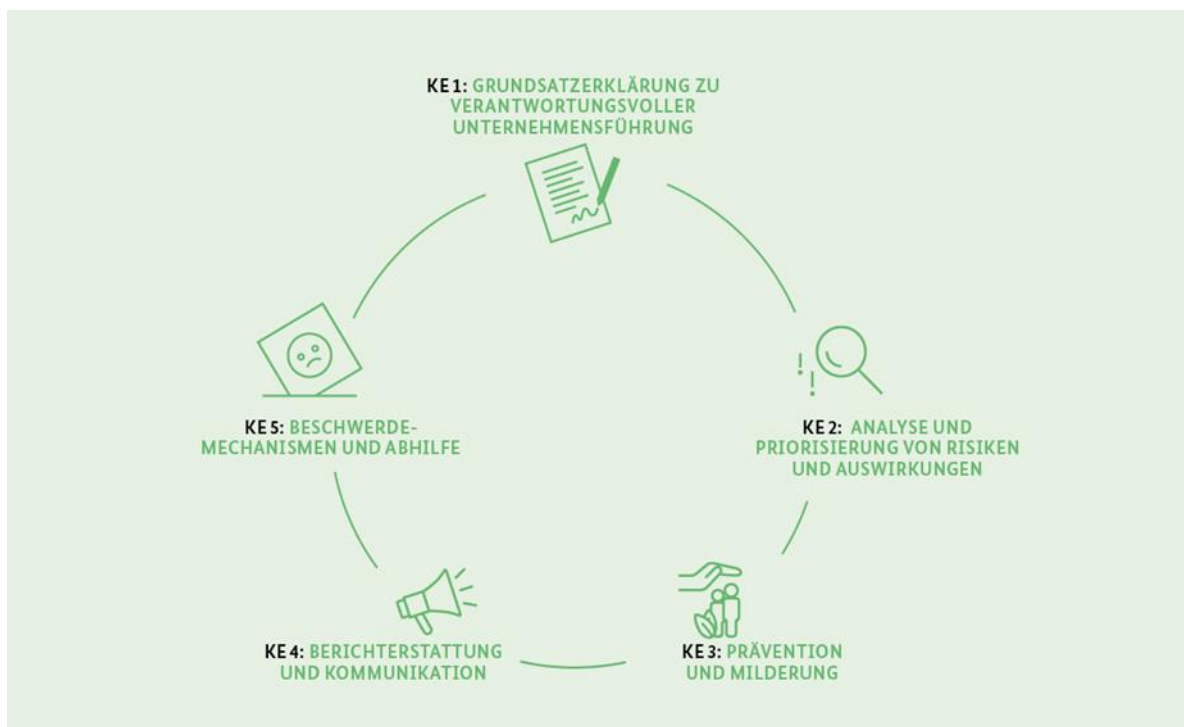 KE 1: GRUNDSATZERKLÄRUNG ZU
VERANTWORTUNGSVOLLER
UNTERNEHMENSFÜHRUNG
KE 2: ANALYSE UND
PRIORISIERUNG VON RISIKEN
UND AUSWIRKUNGEN
KE 3: PRÄVENTION
UND MILDERUNG
KE 4: BERICHTERSTATTUNG
UND KOMMUNIKATION
KE 5: BESCHWERDE-
MECHANISMEN UND ABHILFE